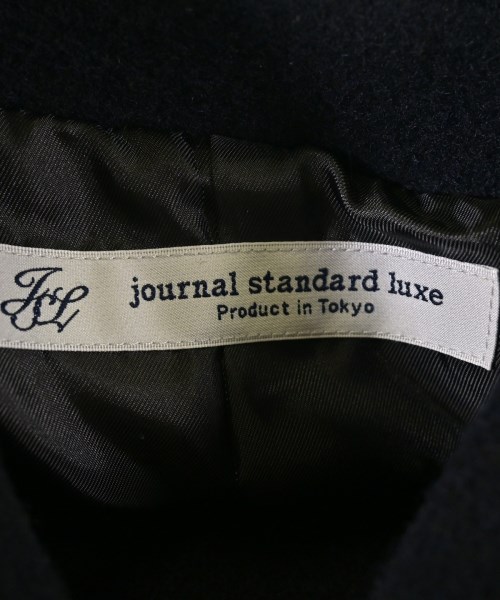 JSL
journal standard luxe
Product in Tokyo